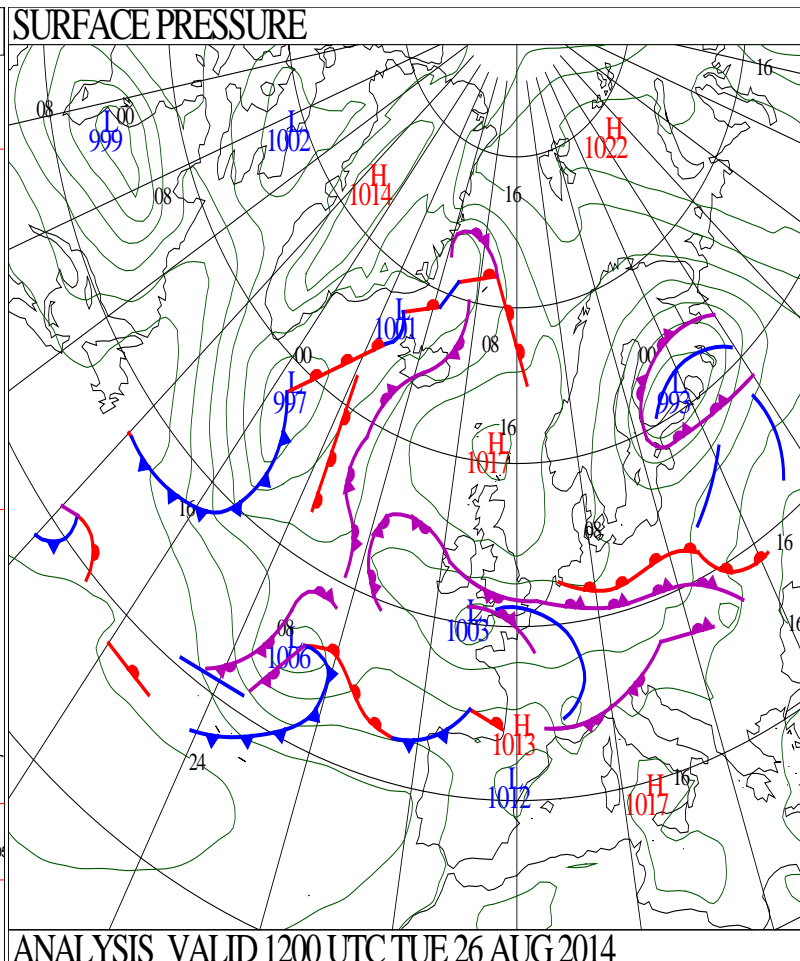 SURFACE PRESSURE
16
08
00
L
999
L
1002
H
1022
H
1014
08
16
L
1001
08
00
00
L
997
L
993
16
H
1017
16
08
16
16
08
L
1003
L
1006
H
1013
24
L
1012
H
1017
16
ANALYSIS VALID 1200 UTC TUE 26 AUG 2014